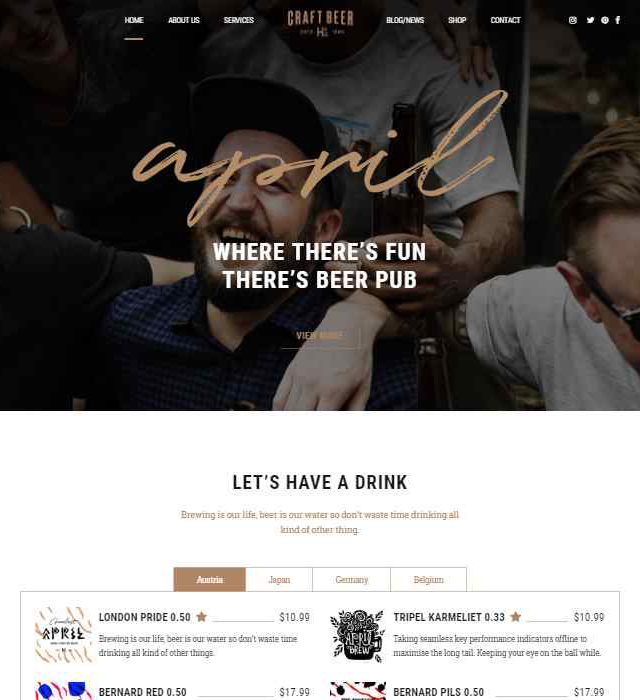 HOME
ABOUT US
SERVICES
CRAFT BEER
BLOG/NEWS
SHOP
CONTACT
april
WHERE THERE'S FUN
THERE'S BEER PUB
VIEW MORE
LET'S HAVE A DRINK
Brewing is our life, beer is our water so don't waste time drinking all
kind of other thing.
Austria
Japan
Germany
Belgium
LONDON PRIDE 0.50 ★ $10.99
Brewing is our life, beer is our water so don't waste time
drinking all kind of other things.
APRIL
TRIPEL KARMELIET 0.33 ★ $10.99
Taking seamless key performance indicators offline to
maximise the long tail. Keeping your eye on the ball while.
APRIL
BREW
BERNARD RED 0.50 $17.99
BERNARD PILS 0.50 $17.99